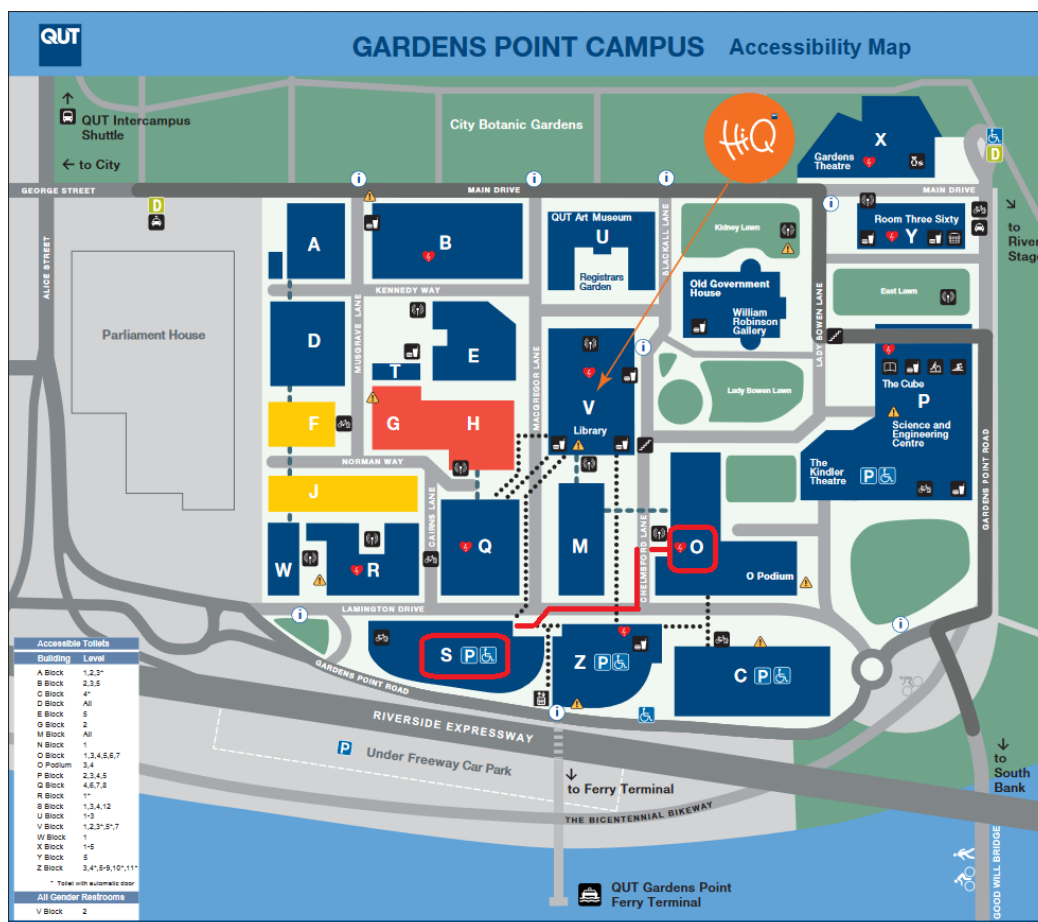 QUT
GARDENS POINT CAMPUS Accessibility Map
QUT Intercampus
Shuttle
← to City
City Botanic Gardens
HiQ
X
Gardens
Theatre
D
GEORGE STREET
MAIN DRIVE
MAIN DRIVE
D
ALICE STREET
A
B
QUT Art Museum
U
Registrars
Garden
BLACKALL LANE
Kidney Lawn
Room Three Sixty
Y
to
River
Stage
KENNEDY WAY
MUSGRAVE LANE
Old Government
House
William
Robinson
Gallery
LADY BOWEN LANE
East Lawn
Parliament House
D
E
T
MACGREGOR LANE
V
Library
Lady Bowen Lawn
The Cube
P
Science and
Engineering
Centre
The
Kindler
Theatre
P
F
G
H
NORMAN WAY
J
CAIRNS LANE
GARDENS POINT ROAD
W
R
Q
M
CHELMSFORD LANE
O
O Podium
LAMINGTON DRIVE
S P
Z P
C P
GARDENS POINT ROAD
RIVERSIDE EXPRESSWAY
P Under Freeway Car Park
to Ferry Terminal
THE BICENTENNIAL BIKEWAY
to
South
Bank
GOOD WILL BRIDGE
QUT Gardens Point
Ferry Terminal
Accessible Toilets
Building Level
A Block 1,2,3*
B Block 2,3,5
C Block 4*
D Block All
E Block 5
G Block 2
M Block All
N Block 1
O Block 1,3,4,5,6,7
O Podium 3,4
P Block 2,3,4,5
Q Block 4,6,7,8
R Block 1*
S Block 1,3,4,12
U Block 1-3
V Block 1,2,3*,5*,7
W Block 1
X Block 1-5
Y Block 5
Z Block 3,4*,5-9,10*,11*
* Toilet with automatic door
All Gender Restrooms
V Block 2